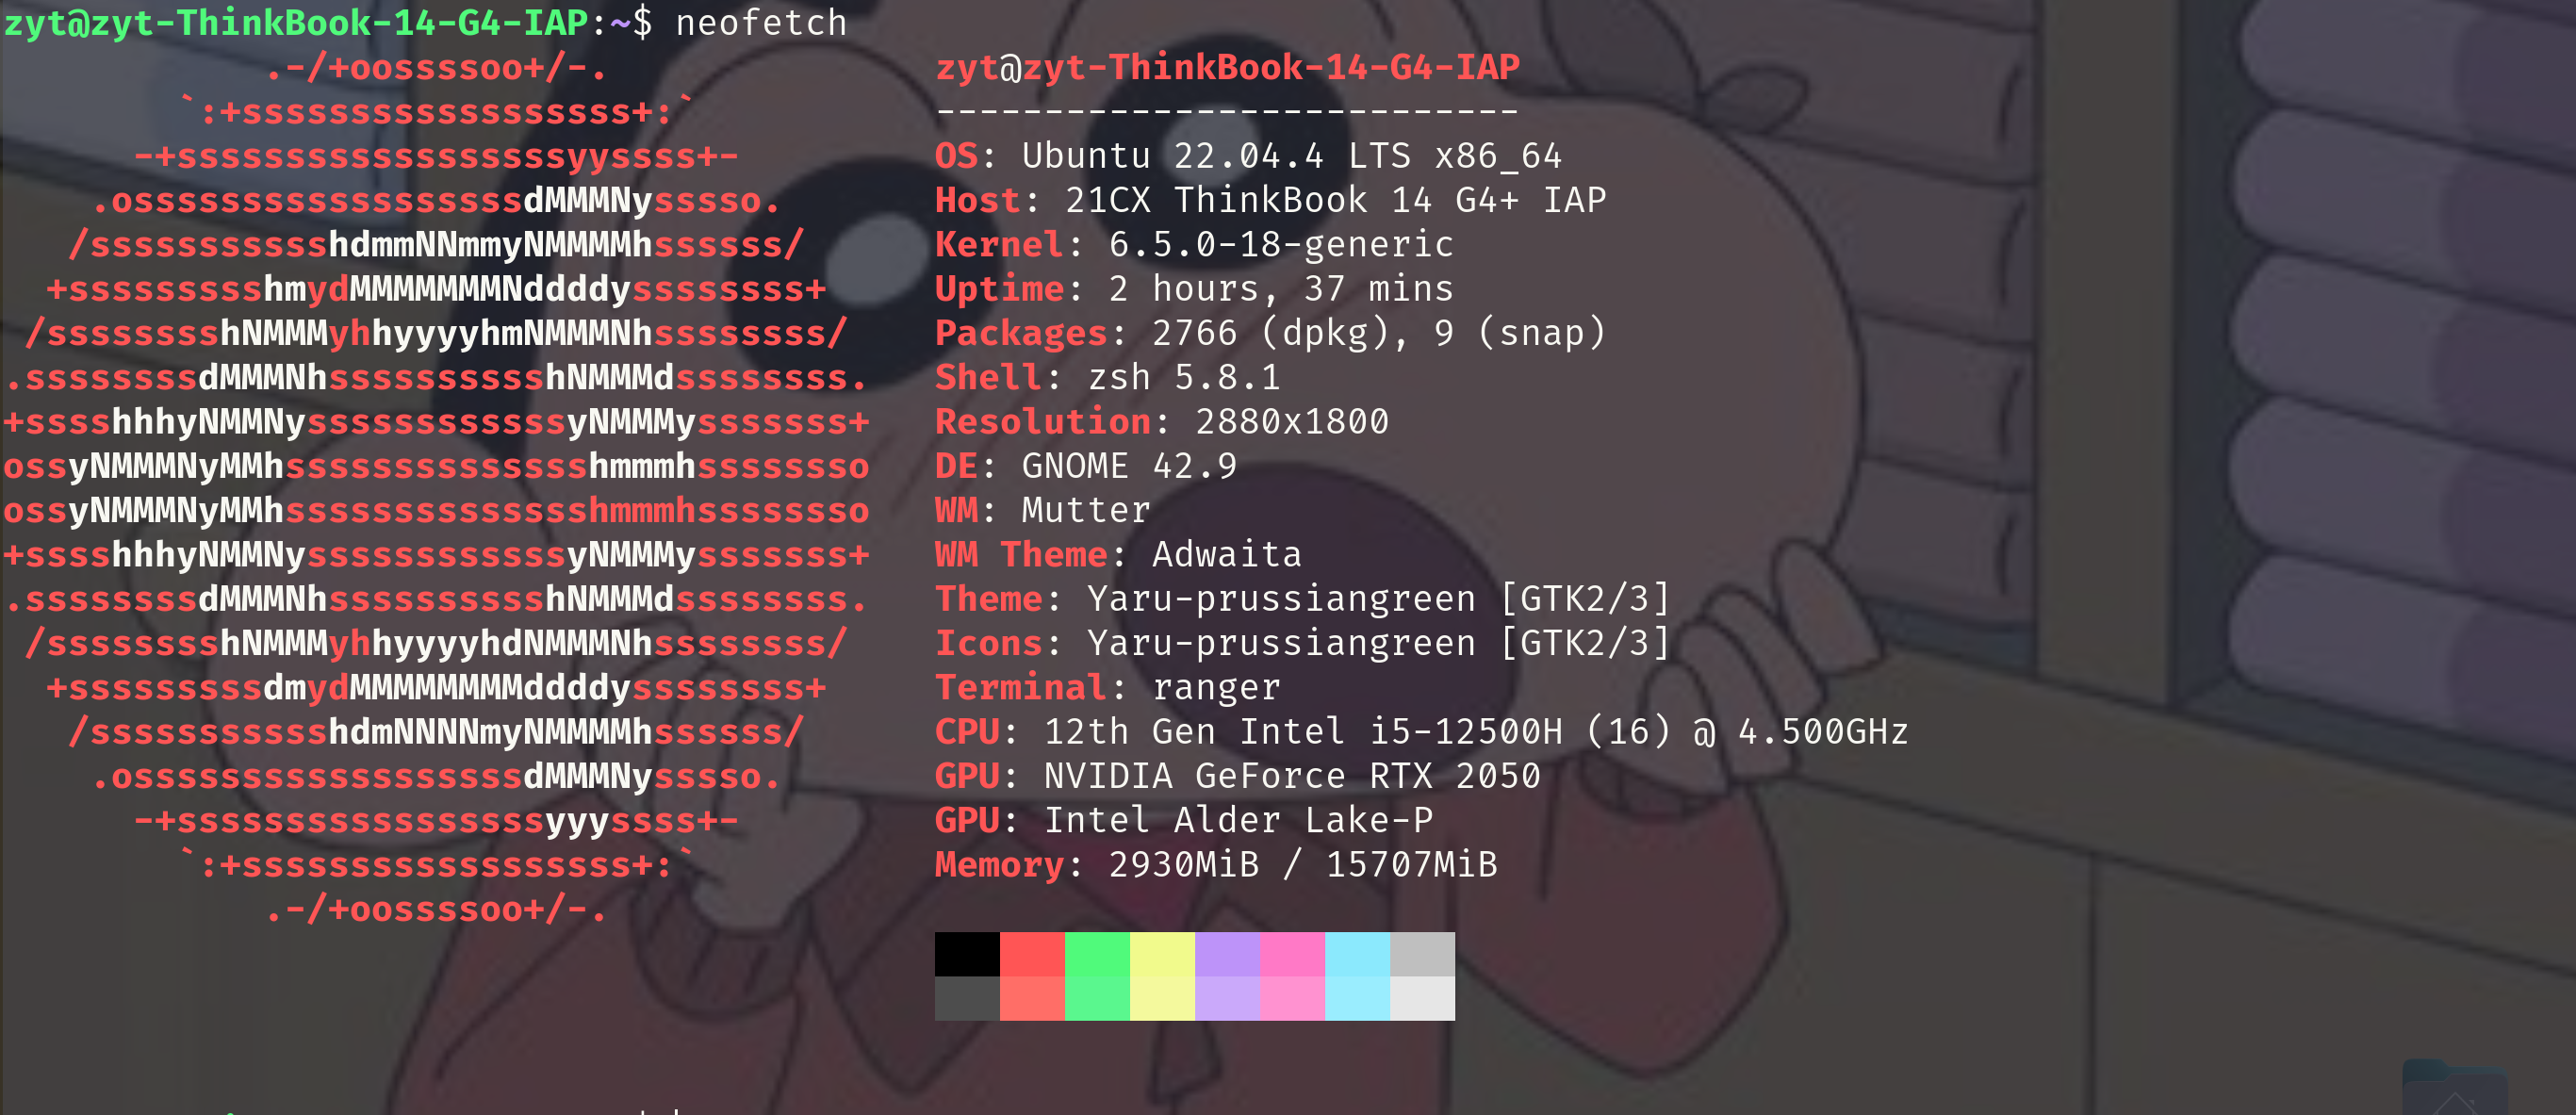 zyt@zyt-ThinkBook-14-G4-IAP:~$ neofetch
            .-/+oossssoo+/-.               zyt@zyt-ThinkBook-14-G4-IAP
        `:+ssssssssssssssssss+:`           ---------------------------
      -+ssssssssssssssssssyyssss+-         OS: Ubuntu 22.04.4 LTS x86_64
    .ossssssssssssssssssdMMMNysssso.       Host: 21CX ThinkBook 14 G4+ IAP
   /ssssssssssshdmmNNmmyNMMMMhssssss/      Kernel: 6.5.0-18-generic
  +ssssssssshmydMMMMMMMNddddyssssssss+     Uptime: 2 hours, 37 mins
 /sssssssshNMMMyhhyyyyhmNMMMNhssssssss/    Packages: 2766 (dpkg), 9 (snap)
.ssssssssdMMMNhsssssssssshNMMMdssssssss.   Shell: zsh 5.8.1
+sssshhhyNMMNyssssssssssssyNMMMysssssss+   Resolution: 2880x1800
ossyNMMMNyMMhsssssssssssssshmmmhssssssso   DE: GNOME 42.9
ossyNMMMNyMMhsssssssssssssshmmmhssssssso   WM: Mutter
+sssshhhyNMMNyssssssssssssyNMMMysssssss+   WM Theme: Adwaita
.ssssssssdMMMNhsssssssssshNMMMdssssssss.   Theme: Yaru-prussiangreen [GTK2/3]
 /sssssssshNMMMyhhyyyyhdNMMMNhssssssss/    Icons: Yaru-prussiangreen [GTK2/3]
  +sssssssssdmydMMMMMMMMddddyssssssss+     Terminal: ranger
   /ssssssssssshdmNNNNmyNMMMMhssssss/      CPU: 12th Gen Intel i5-12500H (16) @ 4.500GHz
    .ossssssssssssssssssdMMMNysssso.       GPU: NVIDIA GeForce RTX 2050
      -+sssssssssssssssssyyyssss+-         GPU: Intel Alder Lake-P
        `:+ssssssssssssssssss+:`           Memory: 2930MiB / 15707MiB
            .-/+oossssoo+/-.